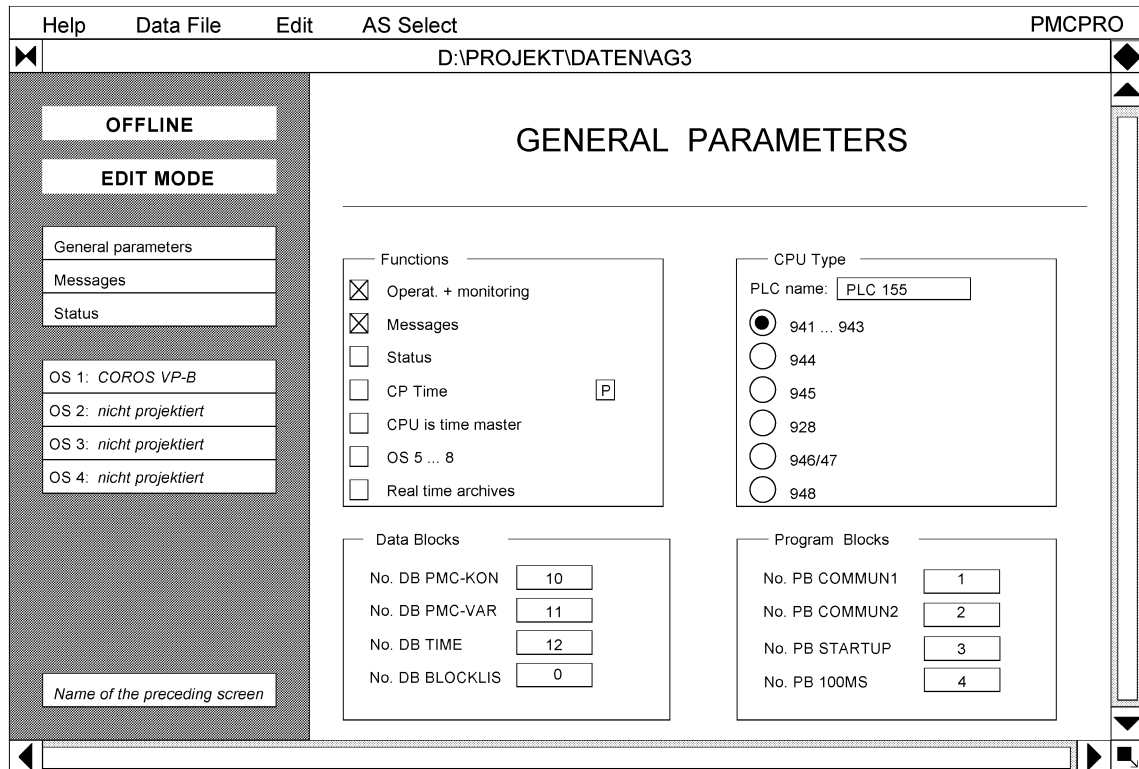 Help Data File Edit AS Select PMCPRO
D:\PROJEKT\DATEN\AG3
OFFLINE
EDIT MODE
General parameters
Messages
Status
OS 1: COROS VP-B
OS 2: nicht projektiert
OS 3: nicht projektiert
OS 4: nicht projektiert
Name of the preceding screen
GENERAL PARAMETERS
Functions
Operat. + monitoring
Messages
Status
CP Time P
CPU is time master
OS 5 ... 8
Real time archives
CPU Type
PLC name: PLC 155
941 ... 943
944
945
928
946/47
948
Data Blocks
No. DB PMC-KON 10
No. DB PMC-VAR 11
No. DB TIME 12
No. DB BLOCKLIS 0
Program Blocks
No. PB COMMUN1 1
No. PB COMMUN2 2
No. PB STARTUP 3
No. PB 100MS 4